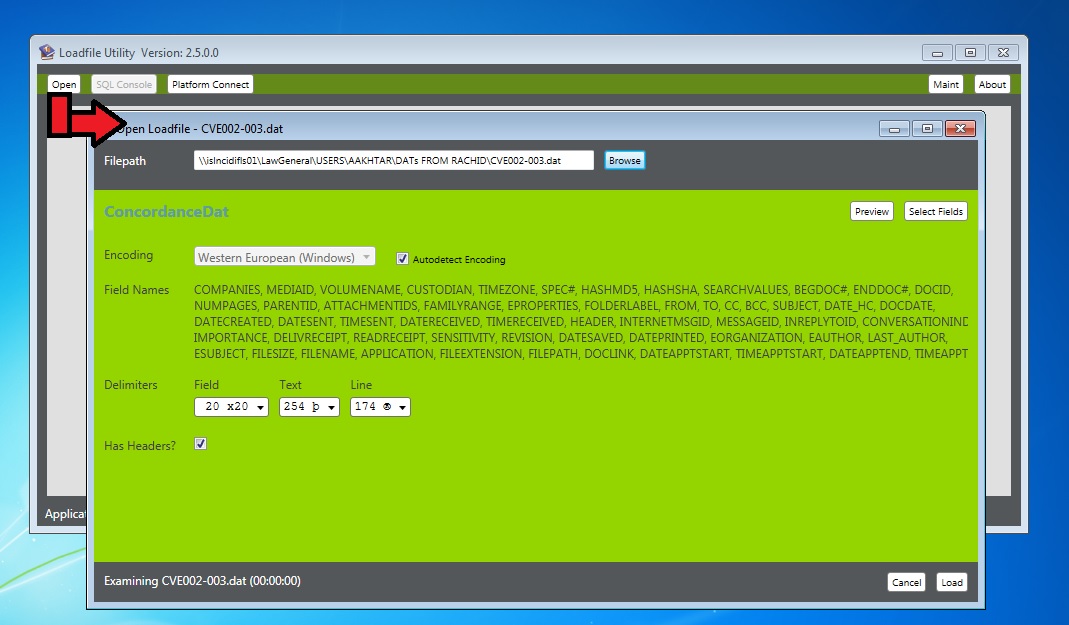 Loadfile Utility Version: 2.5.0.0
Open SQL Console Platform Connect Maint About
Open Loadfile - CVE002-003.dat
Filepath \\islncidifls01\LawGeneral\USERS\AAKHTAR\DATs FROM RACHID\CVE002-003.dat Browse
ConcordanceDat Preview Select Fields
Encoding Western European (Windows) Autodetect Encoding
Field Names COMPANIES, MEDIAID, VOLUMENAME, CUSTODIAN, TIMEZONE, SPEC#, HASHMD5, HASHSHA, SEARCHVALUES, BEGDOC#, ENDDOC#, DOCID,
NUMPAGES, PARENTID, ATTACHMENTIDS, FAMILYRANGE, EPROPERTIES, FOLDERLABEL, FROM, TO, CC, BCC, SUBJECT, DATE_HC, DOCDATE,
DATECREATED, DATESENT, TIMESENT, DATERECEIVED, TIMERECEIVED, HEADER, INTERNETMSGID, MESSAGEID, INREPLYTOID, CONVERSATIONINDE
IMPORTANCE, DELIVRECEIPT, READRECEIPT, SENSITIVITY, REVISION, DATESAVED, DATEPRINTED, EORGANIZATION, EAUTHOR, LAST_AUTHOR,
ESUBJECT, FILESIZE, FILENAME, APPLICATION, FILEEXTENSION, FILEPATH, DOCLINK, DATEAPPTSTART, TIMEAPPTSTART, DATEAPPTEND, TIMEAPPT
Delimiters Field Text Line
20 x20 254 þ 174 ®
Has Headers?
Applica
Examining CVE002-003.dat (00:00:00) Cancel Load